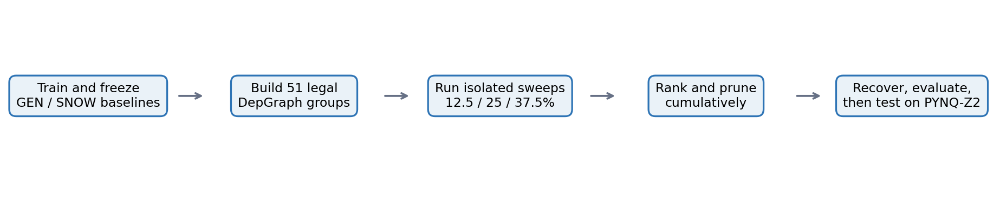 Train and freeze
GEN / SNOW baselines
Build 51 legal
DepGraph groups
Run isolated sweeps
12.5 / 25 / 37.5%
Rank and prune
cumulatively
Recover, evaluate,
then test on PYNQ-Z2